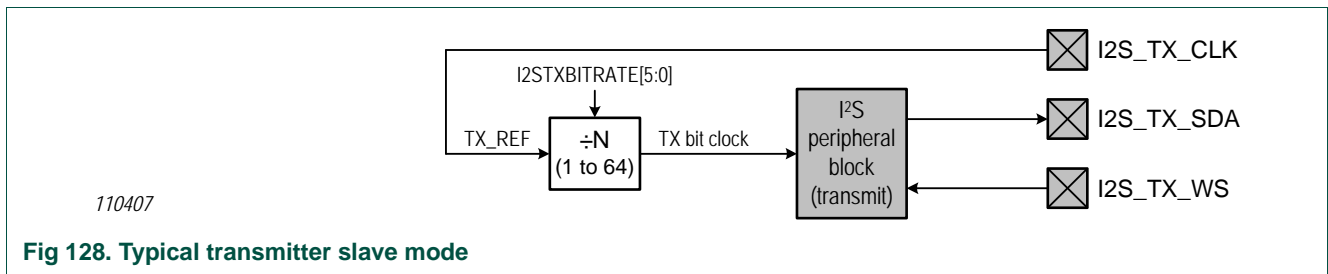 I2S_TX_CLK
I2STXBITRATE[5:0]
TX_REF
÷N
(1 to 64)
TX bit clock
I²S
peripheral
block
(transmit)
I2S_TX_SDA
I2S_TX_WS
110407
Fig 128. Typical transmitter slave mode